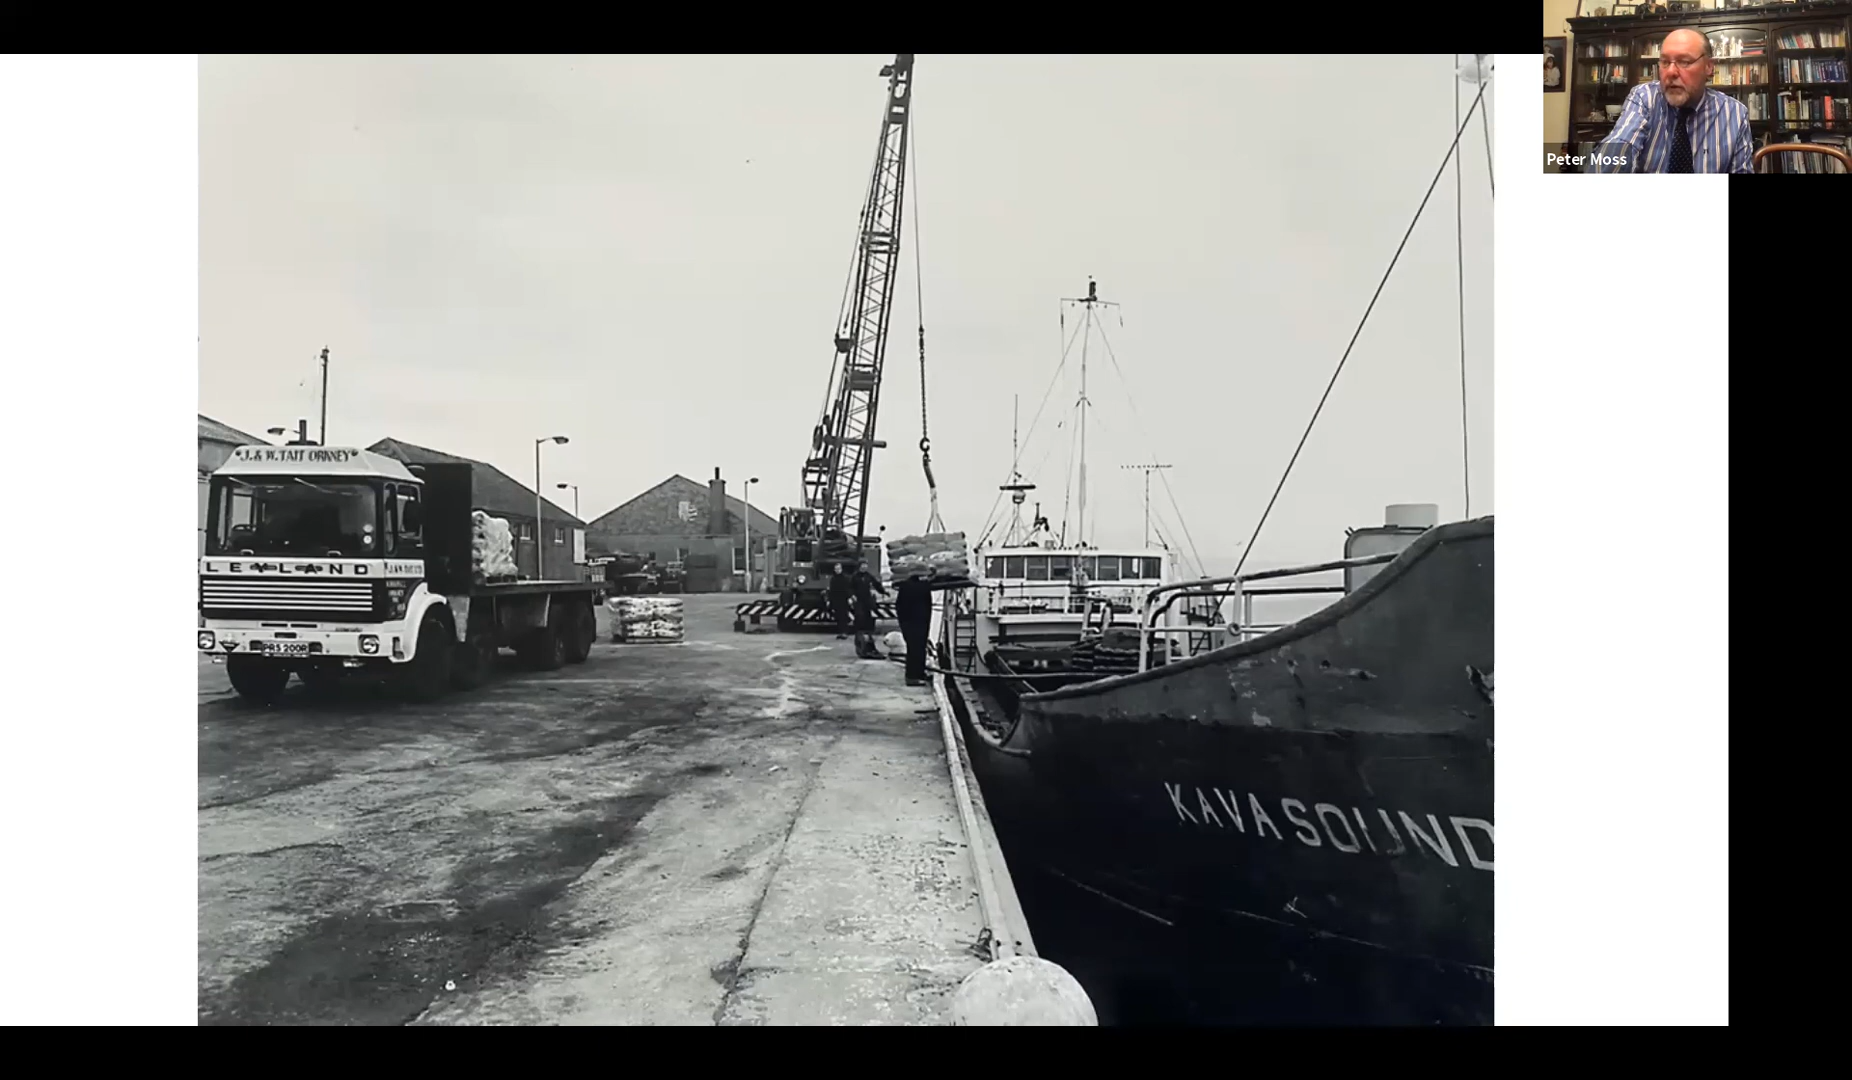 Peter Moss
J. & W. TAIT ORKNEY
LEYLAND
PRS 200R
KAVA SOUND